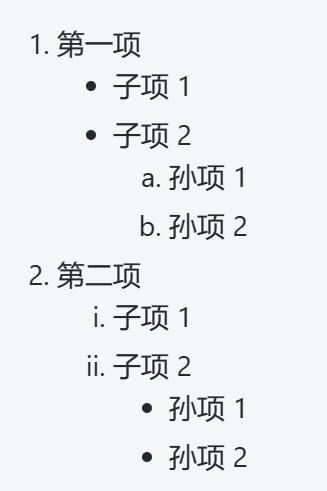 1. 第一项
• 子项 1
• 子项 2
a. 孙项 1
b. 孙项 2
2. 第二项
i. 子项 1
ii. 子项 2
• 孙项 1
• 孙项 2